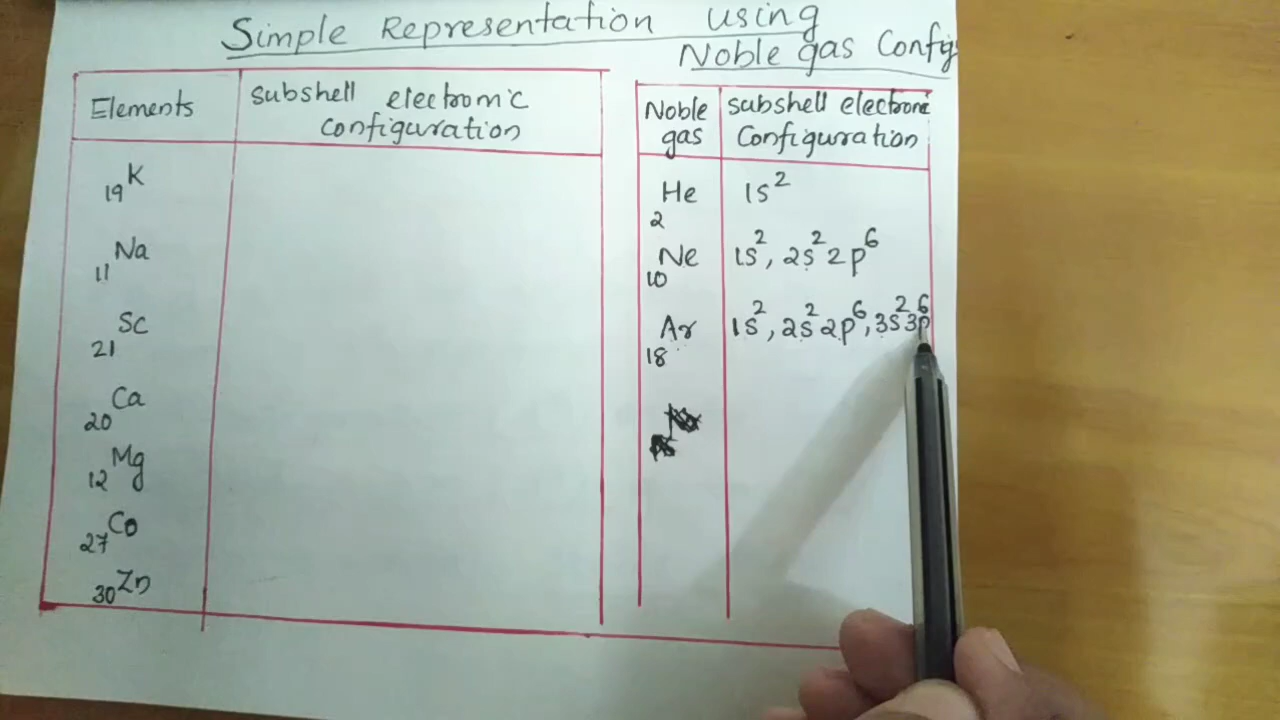 Simple Representation using
Noble gas Config
Elements
subshell electronic
configuration
19K
11Na
21Sc
20Ca
12Mg
27Co
30Zn
Noble
gas
subshell electroni
Configuration
He
2
1s²
Ne
10
1s², 2s² 2p⁶
Ar
18
1s², 2s² 2p⁶, 3s² 3p⁶